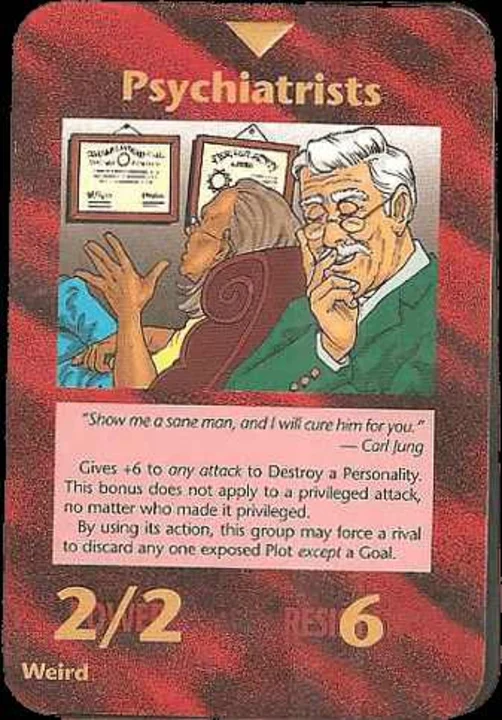 Psychiatrists
"Show me a sane man, and I will cure him for you."
— Carl Jung
Gives +6 to any attack to Destroy a Personality.
This bonus does not apply to a privileged attack,
no matter who made it privileged.
By using its action, this group may force a rival
to discard any one exposed Plot except a Goal.
2/2 6
Weird